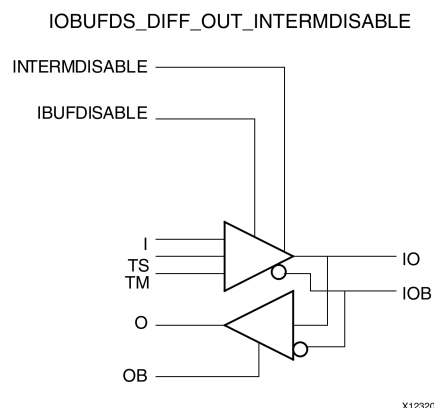 IOBUFDS_DIFF_OUT_INTERMDISABLE
INTERMDISABLE
IBUFDISABLE
I
TS
TM
IO
IOB
O
OB
X12320